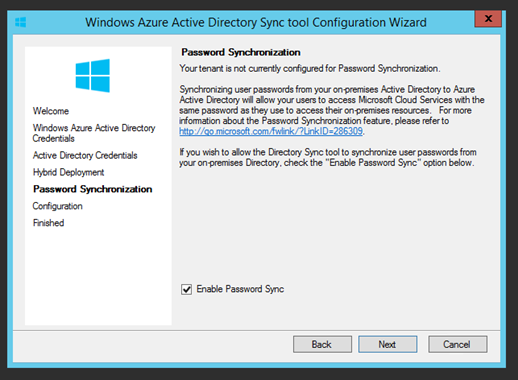 Windows Azure Active Directory Sync tool Configuration Wizard
x
Welcome
Windows Azure Active Directory
Credentials
Active Directory Credentials
Hybrid Deployment
Password Synchronization
Configuration
Finished
Password Synchronization
Your tenant is not currently configured for Password Synchronization.
Synchronizing user passwords from your on-premises Active Directory to Azure
Active Directory will allow your users to access Microsoft Cloud Services with the
same password as they use to access their on-premises resources. For more
information about the Password Synchronization feature, please refer to
http://go.microsoft.com/fwlink/?LinkID=286309.
If you wish to allow the Directory Sync tool to synchronize user passwords from
your on-premises Directory, check the "Enable Password Sync" option below.
Enable Password Sync
Back
Next
Cancel